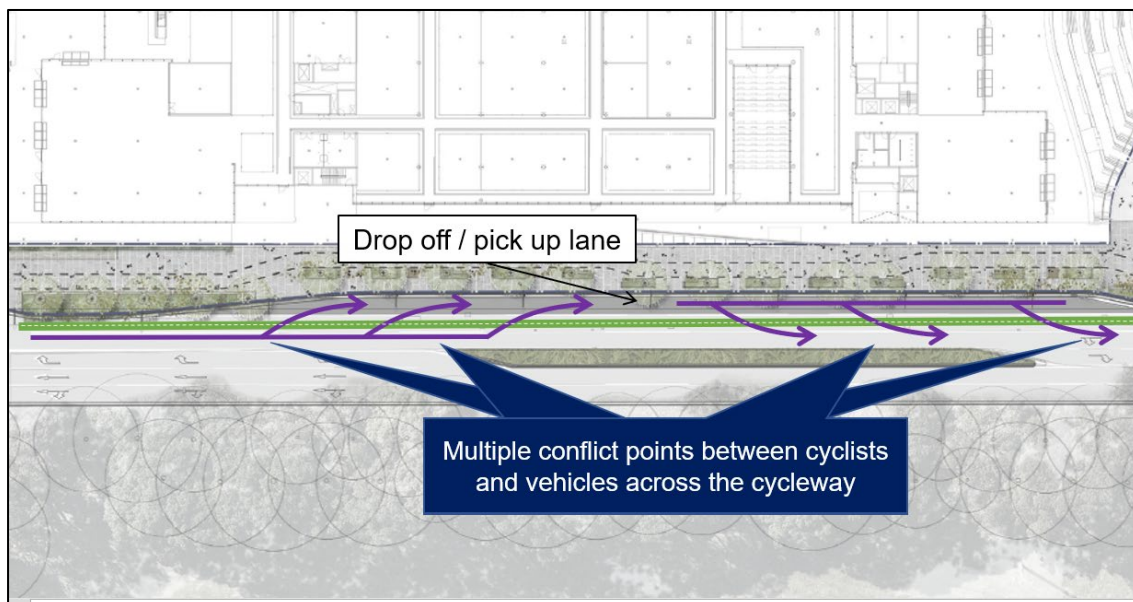 Drop off / pick up lane
Multiple conflict points between cyclists
and vehicles across the cycleway